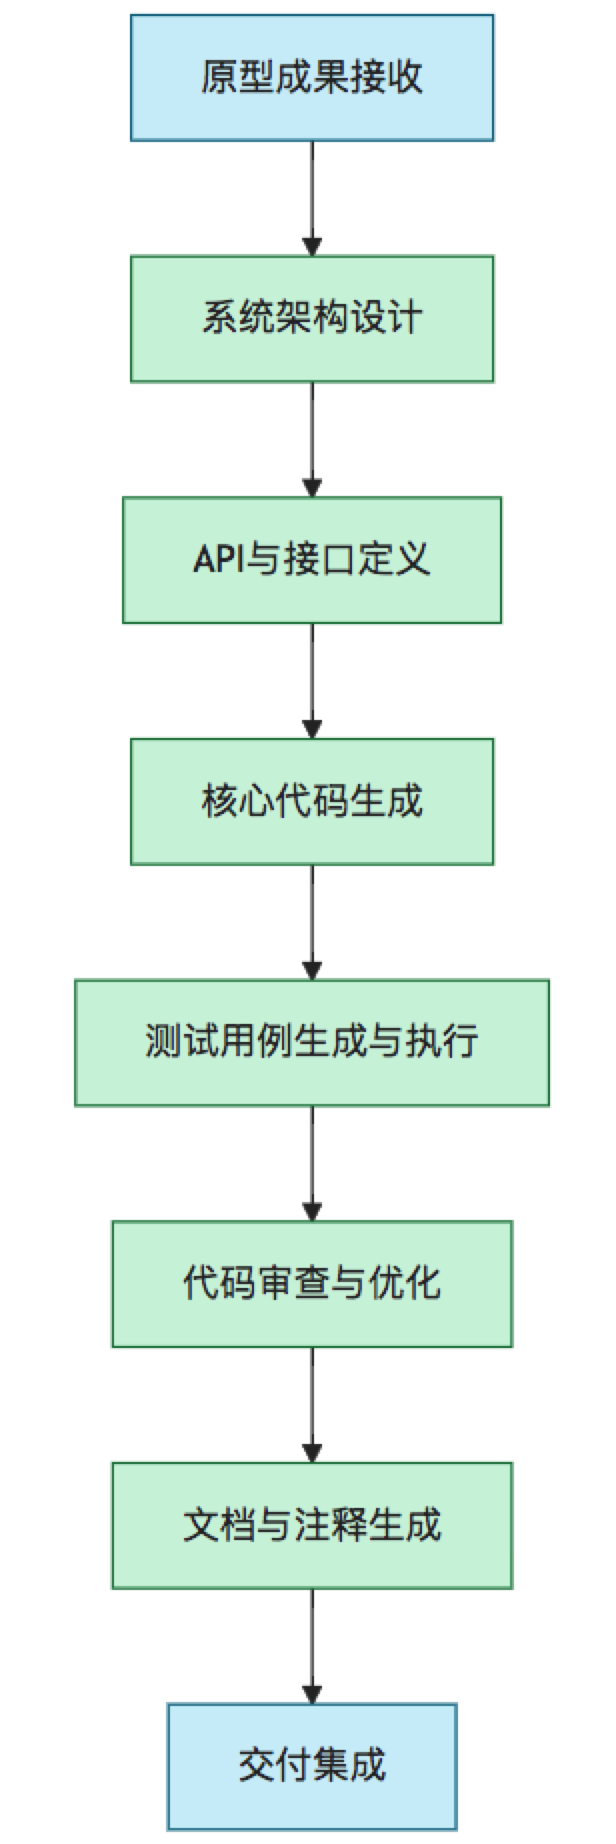 原型成果接收
系统架构设计
API与接口定义
核心代码生成
测试用例生成与执行
代码审查与优化
文档与注释生成
交付集成